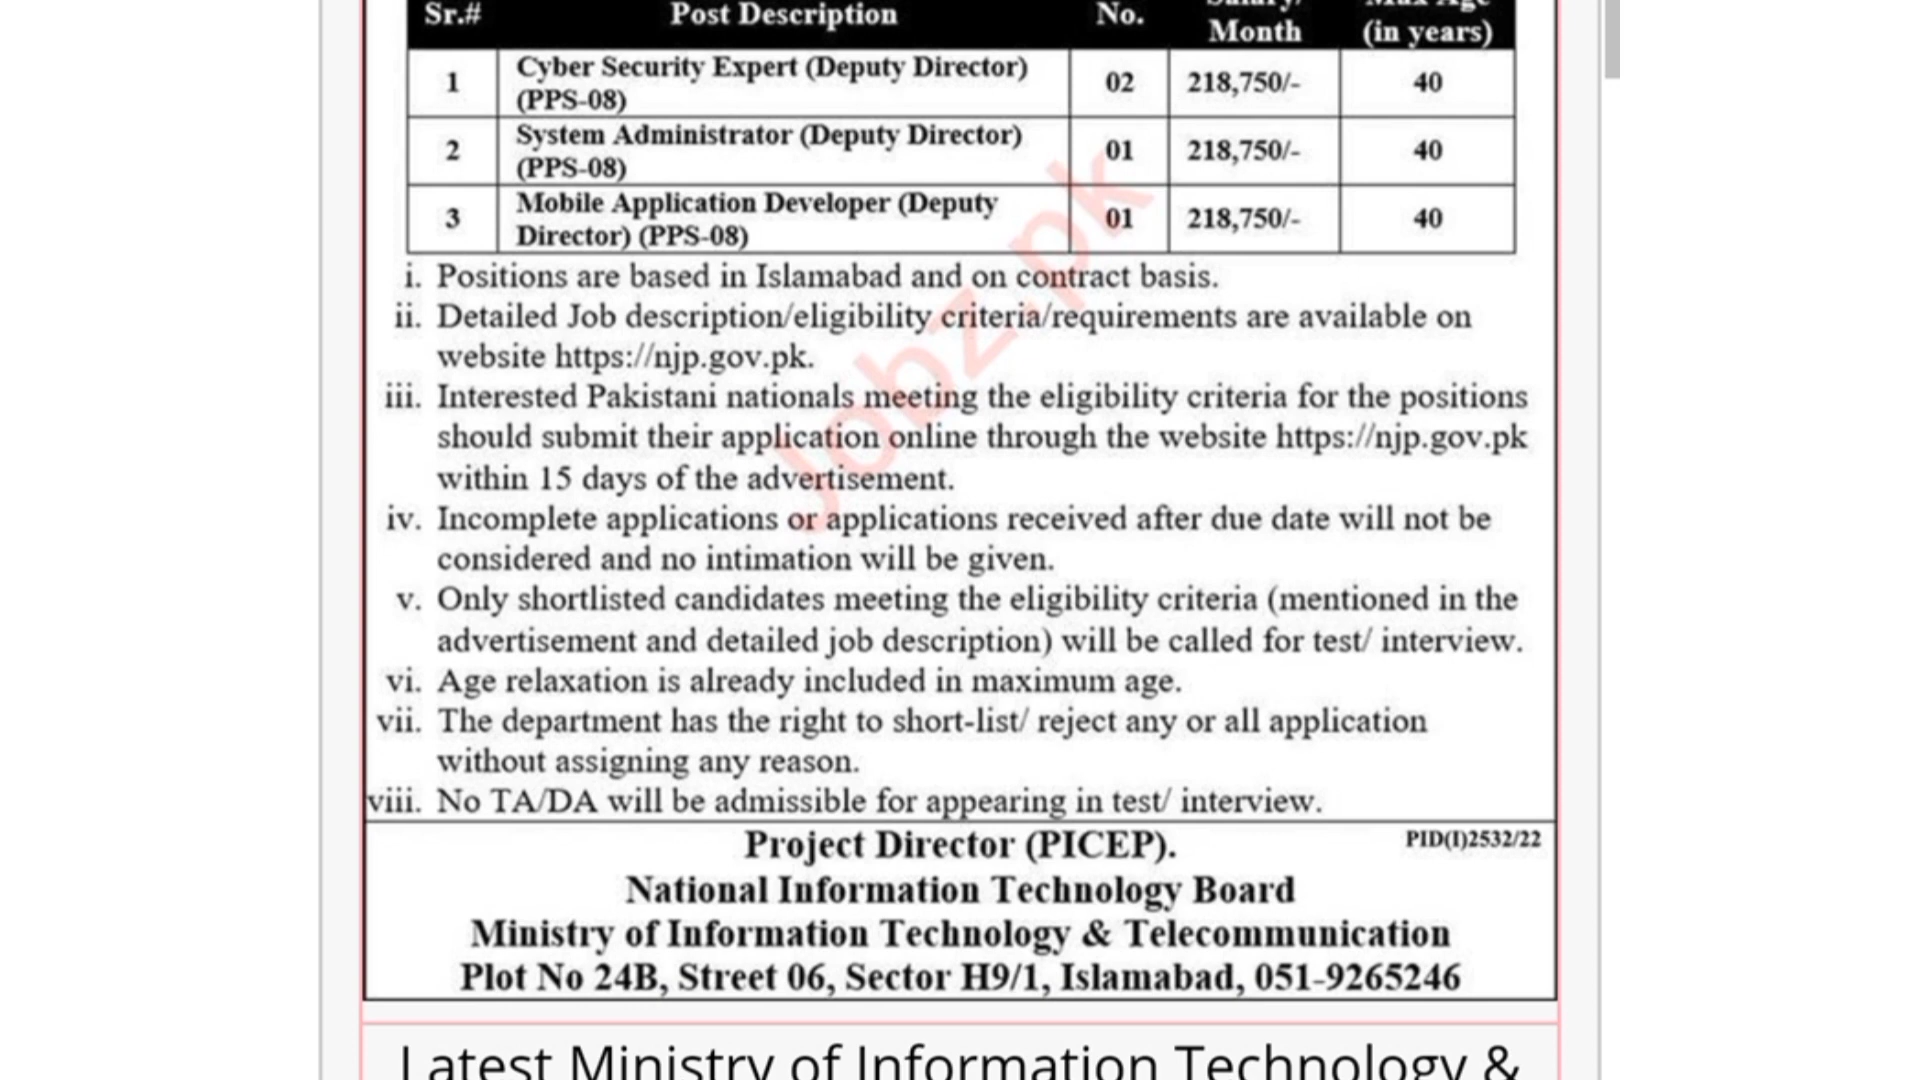 Sr.# Post Description No. Salary/ Max Age
Month (in years)
1 Cyber Security Expert (Deputy Director) 02 218,750/- 40
(PPS-08)
2 System Administrator (Deputy Director) 01 218,750/- 40
(PPS-08)
3 Mobile Application Developer (Deputy 01 218,750/- 40
Director) (PPS-08)
i. Positions are based in Islamabad and on contract basis.
ii. Detailed Job description/eligibility criteria/requirements are available on
website https://njp.gov.pk.
iii. Interested Pakistani nationals meeting the eligibility criteria for the positions
should submit their application online through the website https://njp.gov.pk
within 15 days of the advertisement.
iv. Incomplete applications or applications received after due date will not be
considered and no intimation will be given.
v. Only shortlisted candidates meeting the eligibility criteria (mentioned in the
advertisement and detailed job description) will be called for test/ interview.
vi. Age relaxation is already included in maximum age.
vii. The department has the right to short-list/ reject any or all application
without assigning any reason.
viii. No TA/DA will be admissible for appearing in test/ interview.
Jobz.pk
Project Director (PICEP). PID(I)2532/22
National Information Technology Board
Ministry of Information Technology & Telecommunication
Plot No 24B, Street 06, Sector H9/1, Islamabad, 051-9265246
Latest Ministry of Information Technology &